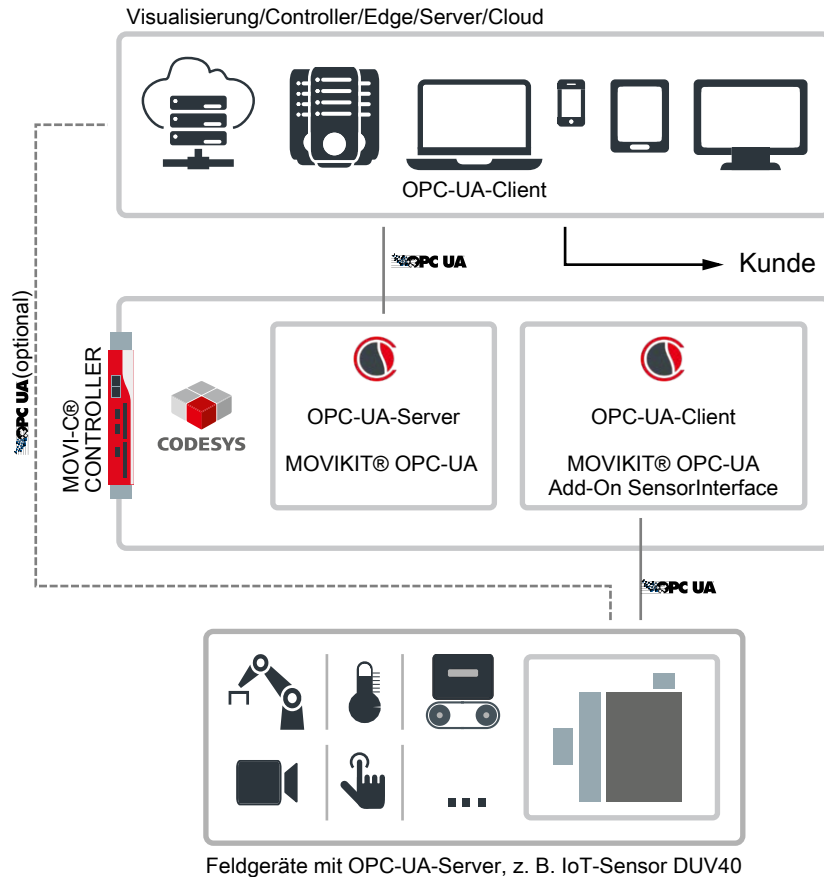 Visualisierung/Controller/Edge/Server/Cloud
OPC-UA-Client
OPC UA
Kunde
OPC UA (optional)
MOVI-C®
CONTROLLER
CODESYS
OPC-UA-Server
MOVIKIT® OPC-UA
OPC-UA-Client
MOVIKIT® OPC-UA
Add-On SensorInterface
OPC UA
Feldgeräte mit OPC-UA-Server, z. B. IoT-Sensor DUV40